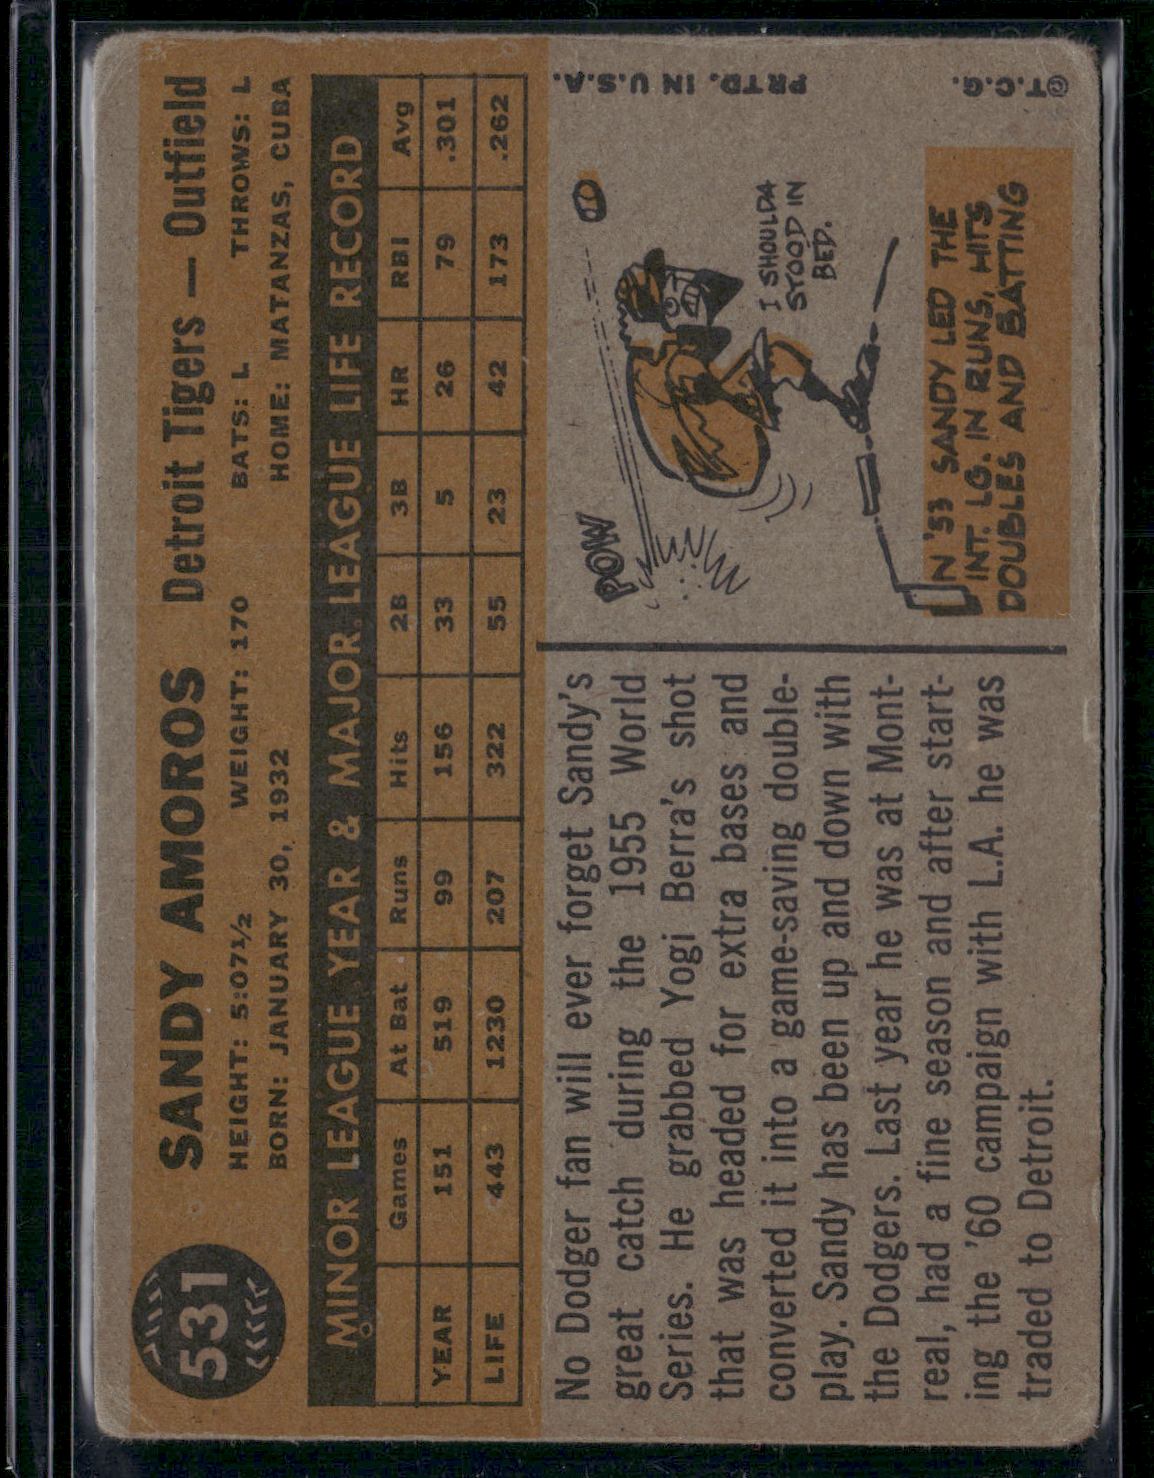 531
SANDY AMOROS Detroit Tigers — Outfield
HEIGHT: 5:07½ WEIGHT: 170 BATS: L THROWS: L
BORN: JANUARY 30, 1932 HOME: MATANZAS, CUBA
MINOR LEAGUE YEAR & MAJOR LEAGUE LIFE RECORD
Games At Bat Runs Hits 2B 3B HR RBI Avg
YEAR 151 519 99 156 33 5 26 79 .301
LIFE 443 1230 207 322 55 23 42 173 .262
No Dodger fan will ever forget Sandy's
great catch during the 1955 World
Series. He grabbed Yogi Berra's shot
that was headed for extra bases and
converted it into a game-saving double-
play. Sandy has been up and down with
the Dodgers. Last year he was at Mont-
real, had a fine season and after start-
ing the '60 campaign with L.A. he was
traded to Detroit.
POW
I SHOULDA
STOOD IN
BED.
IN '53 SANDY LED THE
INT. LG. IN RUNS, HITS
DOUBLES AND BATTING
PRTD. IN U.S.A.
©T.C.G.